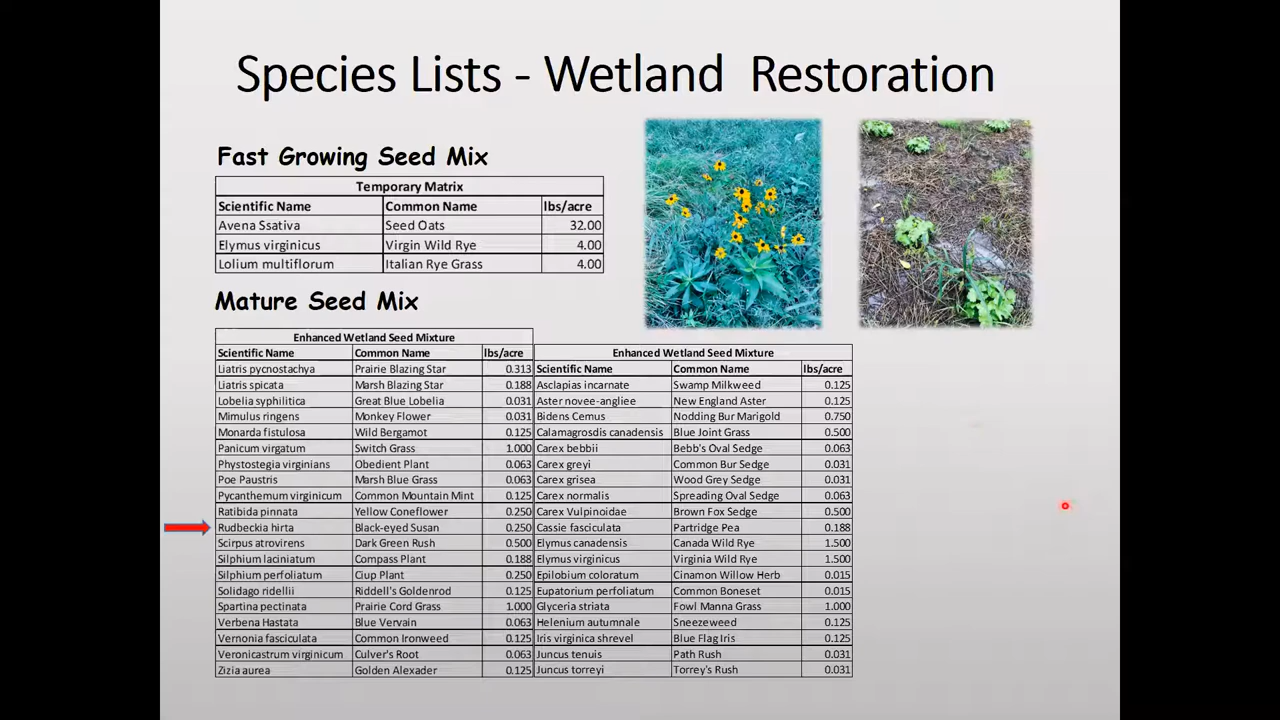 Species Lists - Wetland Restoration
Fast Growing Seed Mix
Temporary Matrix
Scientific Name Common Name lbs/acre
Avena Ssativa Seed Oats 32.00
Elymus virginicus Virgin Wild Rye 4.00
Lolium multiflorum Italian Rye Grass 4.00
Mature Seed Mix
Enhanced Wetland Seed Mixture
Scientific Name Common Name lbs/acre
Liatris pycnostachya Prairie Blazing Star 0.313
Liatris spicata Marsh Blazing Star 0.188
Lobelia syphilitica Great Blue Lobelia 0.031
Mimulus ringens Monkey Flower 0.031
Monarda fistulosa Wild Bergamot 0.125
Panicum virgatum Switch Grass 1.000
Phystostegia virginians Obedient Plant 0.063
Poe Paustris Marsh Blue Grass 0.063
Pycanthemum virginicum Common Mountain Mint 0.125
Ratibida pinnata Yellow Coneflower 0.250
Rudbeckia hirta Black-eyed Susan 0.250
Scirpus atrovirens Dark Green Rush 0.500
Silphium laciniatum Compass Plant 0.188
Silphium perfoliatum Ciup Plant 0.250
Solidago ridellii Riddell's Goldenrod 0.125
Spartina pectinata Prairie Cord Grass 1.000
Verbena Hastata Blue Vervain 0.063
Vernonia fasciculata Common Ironweed 0.125
Veronicastrum virginicum Culver's Root 0.063
Zizia aurea Golden Alexader 0.125
Enhanced Wetland Seed Mixture
Scientific Name Common Name lbs/acre
Asclapias incarnate Swamp Milkweed 0.125
Aster novee-angliee New England Aster 0.125
Bidens Cemus Nodding Bur Marigold 0.750
Calamagrosdis canadensis Blue Joint Grass 0.500
Carex bebbii Bebb's Oval Sedge 0.063
Carex greyi Common Bur Sedge 0.031
Carex grisea Wood Grey Sedge 0.031
Carex normalis Spreading Oval Sedge 0.063
Carex Vulpinoidae Brown Fox Sedge 0.500
Cassie fasciculata Partridge Pea 0.188
Elymus canadensis Canada Wild Rye 1.500
Elymus virginicus Virginia Wild Rye 1.500
Epilobium coloratum Cinamon Willow Herb 0.015
Eupatorium perfoliatum Common Boneset 0.015
Glyceria striata Fowl Manna Grass 1.000
Helenium autumnale Sneezeweed 0.125
Iris virginica shrevel Blue Flag Iris 0.125
Juncus tenuis Path Rush 0.031
Juncus torreyi Torrey's Rush 0.031